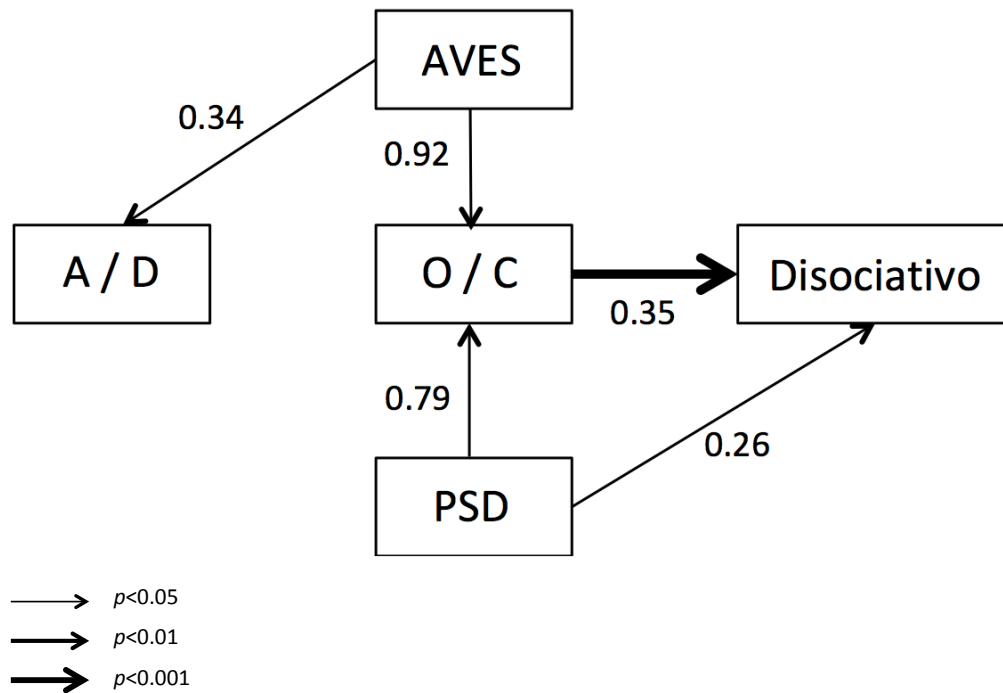 AVES
0.34
0.92
A / D
O / C
Disociativo
0.35
0.79
0.26
PSD
p<0.05
p<0.01
p<0.001